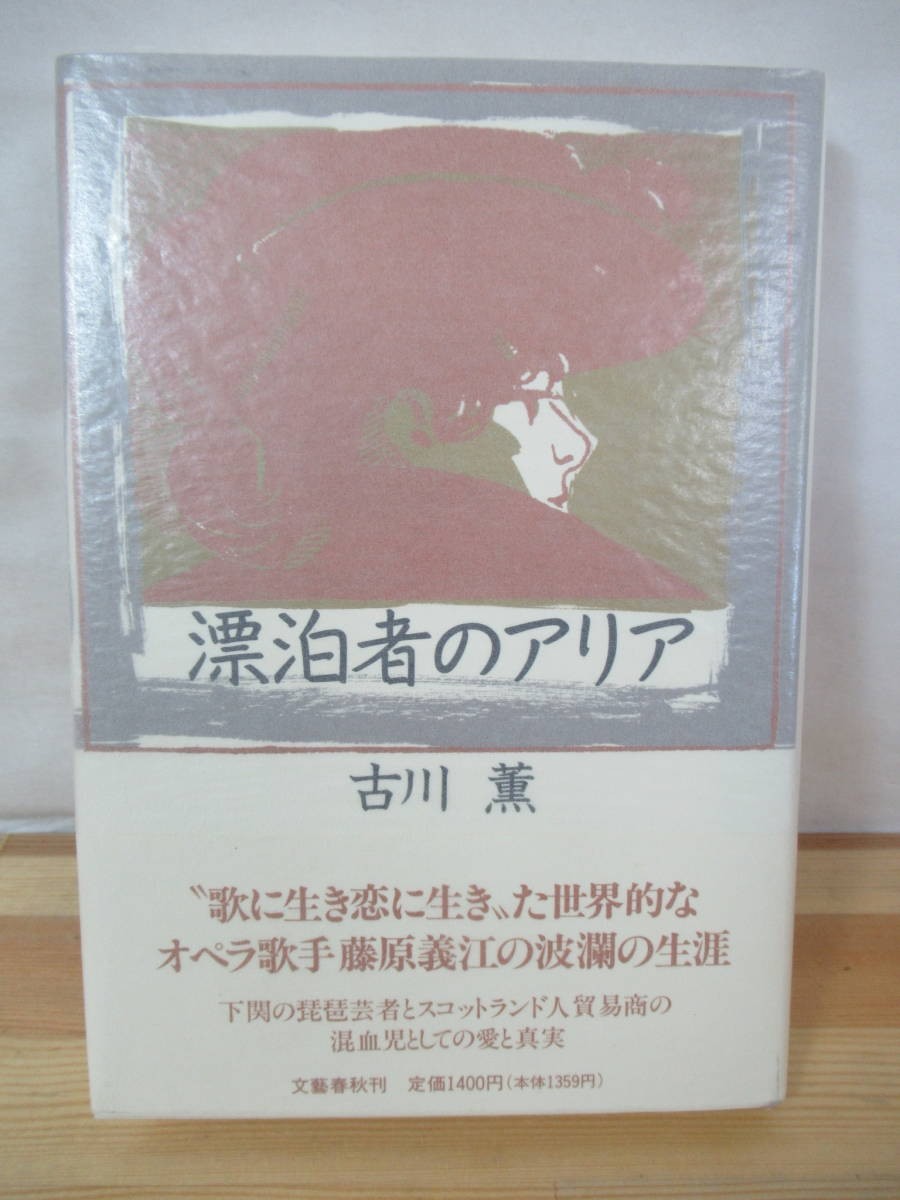 漂泊者のアリア
古川 薫
〝歌に生き恋に生き〟た世界的な
オペラ歌手藤原義江の波瀾の生涯
下関の琵琶芸者とスコットランド人貿易商の
混血児としての愛と真実
文藝春秋刊 定価1400円(本体1359円)